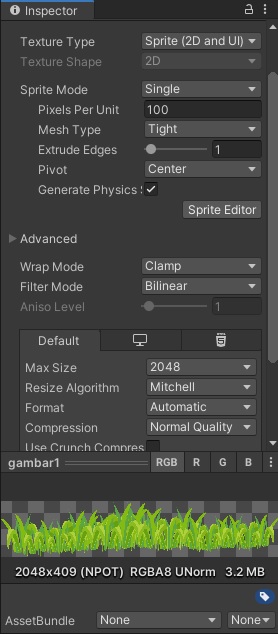 Inspector
Texture Type Sprite (2D and UI)
Texture Shape 2D
Sprite Mode Single
Pixels Per Unit 100
Mesh Type Tight
Extrude Edges 1
Pivot Center
Generate Physics S
Sprite Editor
Advanced
Wrap Mode Clamp
Filter Mode Bilinear
Aniso Level 1
Default
Max Size 2048
Resize Algorithm Mitchell
Format Automatic
Compression Normal Quality
Use Crunch Compres
gambar1 RGB R G B
2048x409 (NPOT) RGBA8 UNorm 3.2 MB
AssetBundle None None